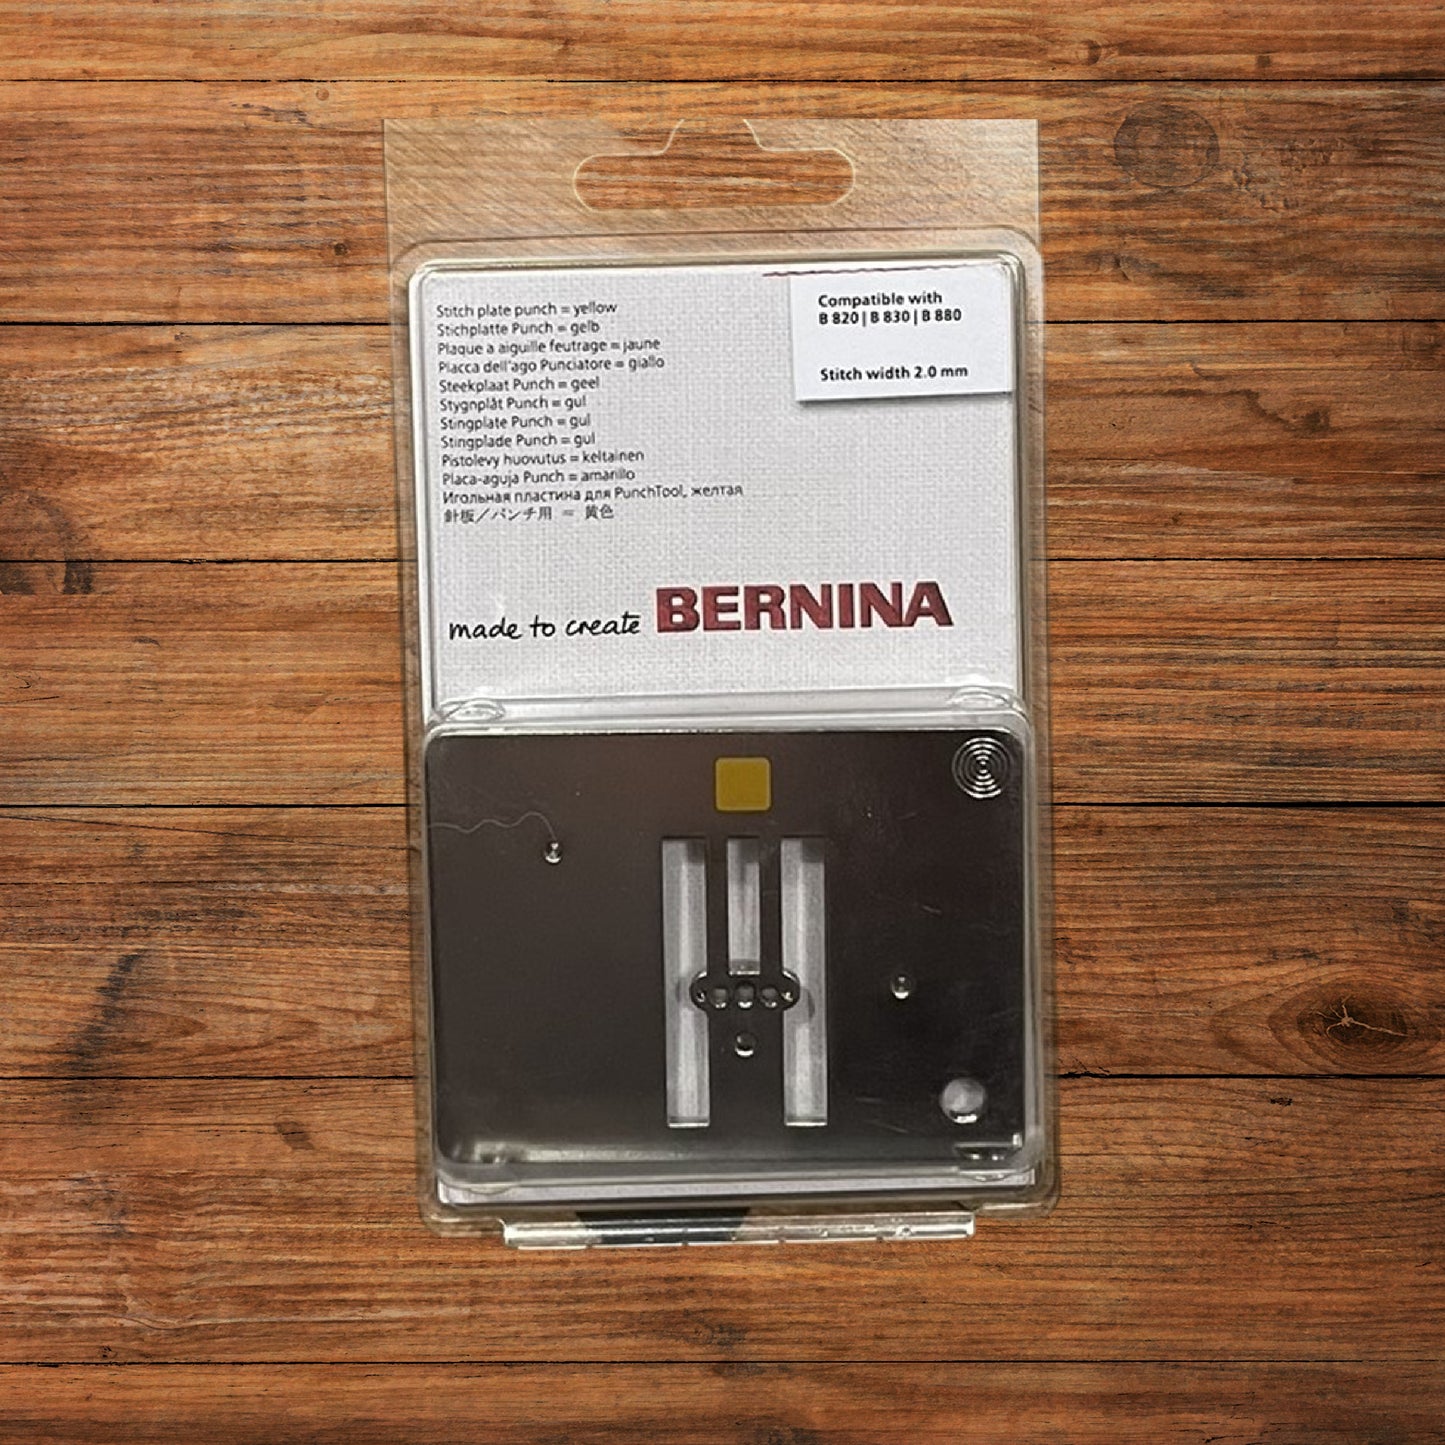 Stitch plate punch = yellow
Stichplatte Punch = gelb
Plaque a aiguille feutrage = jaune
Placca dell'ago Punciatore = giallo
Steekplaat Punch = geel
Stygnplåt Punch = gul
Stingplate Punch = gul
Stingplade Punch = gul
Pistolevy huovutus = keltainen
Placa-aguja Punch = amarillo
Игольная пластина для PunchTool, желтая
針板／パンチ用 = 黄色
Compatible with
B 820 | B 830 | B 880
Stitch width 2.0 mm
made to create BERNINA